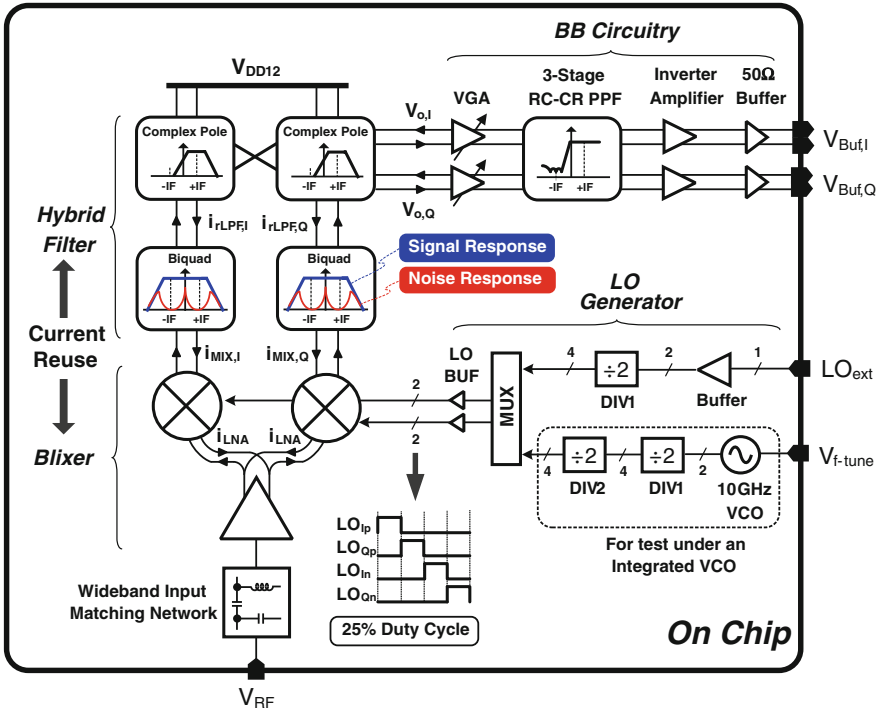 BB Circuitry
VDD12
3-Stage
RC-CR PPF
Inverter
Amplifier
50Ω
Buffer
VGA
Vo,I
Complex Pole
Complex Pole
-IF +IF
-IF +IF
-IF +IF
VBuf,I
VBuf,Q
Vo,Q
Hybrid
Filter
irLPF,I
irLPF,Q
Biquad
Biquad
-IF +IF
-IF +IF
Signal Response
Noise Response
Current
Reuse
iMIX,I
iMIX,Q
LO
Generator
LO
BUF
2
2
MUX
4
÷2
DIV1
2
Buffer
1
LOext
Blixer
iLNA
iLNA
4
÷2
DIV2
4
÷2
DIV1
2
10GHz
VCO
Vf-tune
For test under an
Integrated VCO
LOIp
LOQp
LOIn
LOQn
25% Duty Cycle
Wideband Input
Matching Network
On Chip
VRF